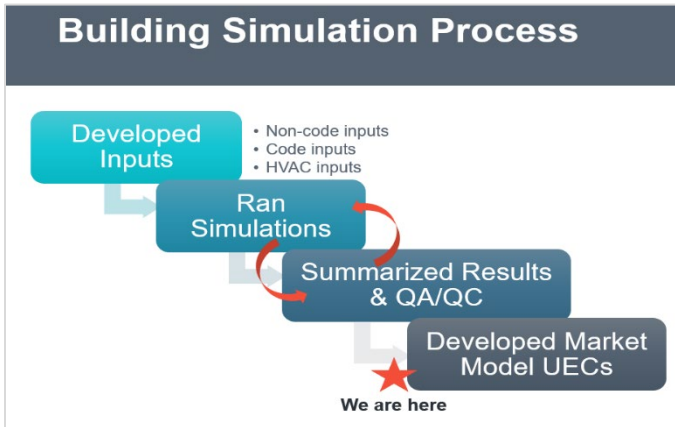 Building Simulation Process
Developed
Inputs
• Non-code inputs
• Code inputs
• HVAC inputs
Ran
Simulations
Summarized Results
& QA/QC
Developed Market
Model UECs
We are here